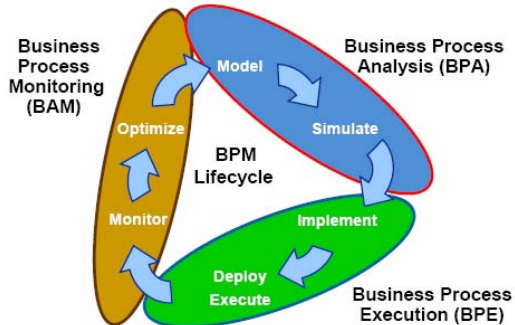 Business
Process
Monitoring
(BAM)
Model
Business Process
Analysis (BPA)
Optimize
Simulate
BPM
Lifecycle
Monitor
Implement
Deploy
Execute
Business Process
Execution (BPE)